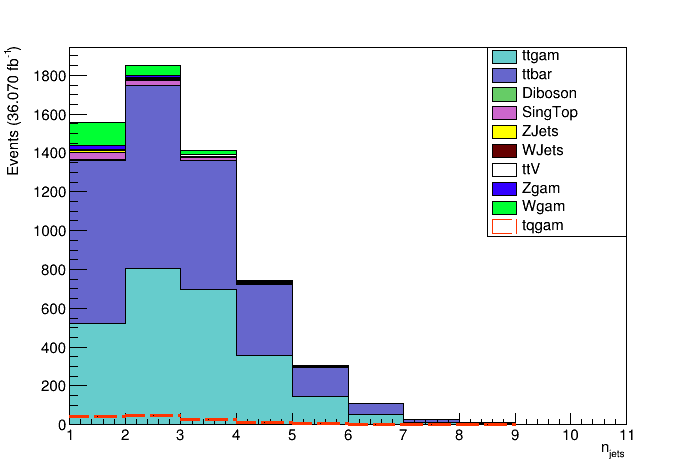 Events (36.070 fb-1)
1800
1600
1400
1200
1000
800
600
400
200
0
1 2 3 4 5 6 7 8 9 10 11
njets
ttgam
ttbar
Diboson
SingTop
ZJets
WJets
ttV
Zgam
Wgam
tqgam